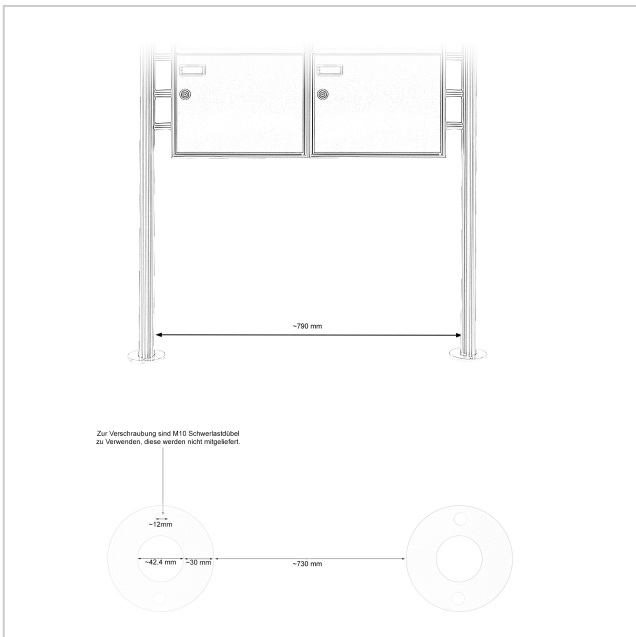 ~790 mm
Zur Verschraubung sind M10 Schwerlastdübel
zu Verwenden, diese werden nicht mitgeliefert.
~12mm
~42,4 mm
~30 mm
~730 mm